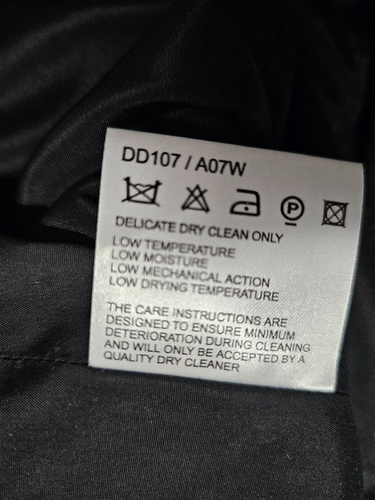 DD107 / A07W
P
DELICATE DRY CLEAN ONLY
LOW TEMPERATURE
LOW MOISTURE
LOW MECHANICAL ACTION
LOW DRYING TEMPERATURE
THE CARE INSTRUCTIONS ARE
DESIGNED TO ENSURE MINIMUM
DETERIORATION DURING CLEANING
AND WILL ONLY BE ACCEPTED BY A
QUALITY DRY CLEANER